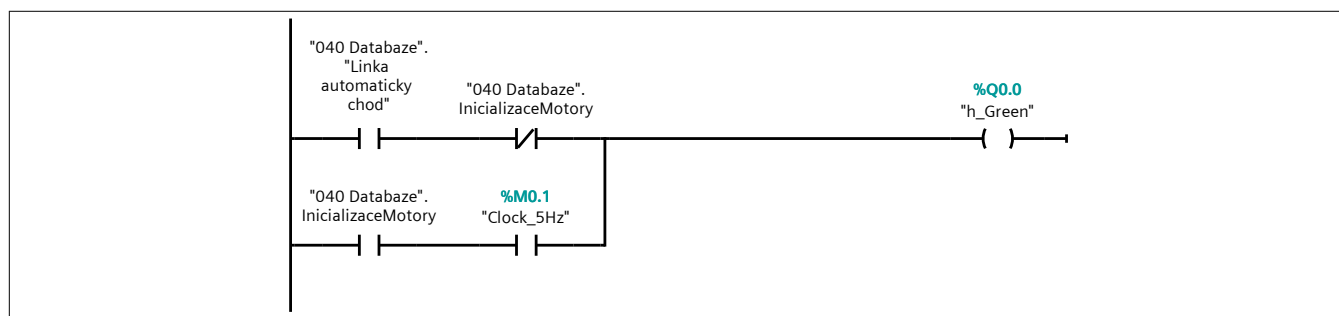 "040 Databaze".
"Linka
automaticky
chod"
"040 Databaze".
InicializaceMotory
%Q0.0
"h_Green"
"040 Databaze".
InicializaceMotory
%M0.1
"Clock_5Hz"